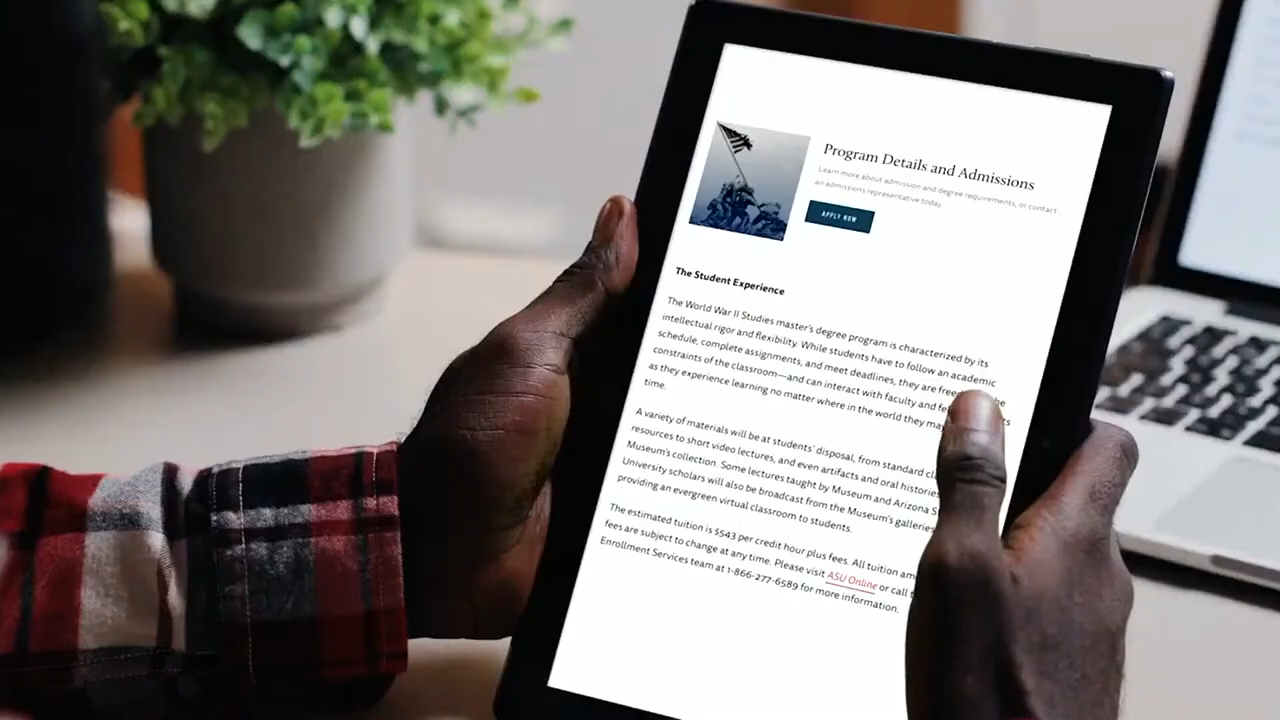 Program Details and Admissions
Learn more about admission and degree requirements, or contact
an admissions representative today.
APPLY NOW
The Student Experience
The World War II Studies master's degree program is characterized by its
intellectual rigor and flexibility. While students have to follow an academic
schedule, complete assignments, and meet deadlines, they are free
constraints of the classroom—and can interact with faculty and
as they experience learning no matter where in the world they may
time.
A variety of materials will be at students' disposal, from standard
resources to short video lectures, and even artifacts and oral histories
Museum's collection. Some lectures taught by Museum and Arizona
University scholars will also be broadcast from the Museum's galleries
providing an evergreen virtual classroom to students.
The estimated tuition is $543 per credit hour plus fees. All tuition
fees are subject to change at any time. Please visit ASU Online or call
Enrollment Services team at 1-866-277-6589 for more information.